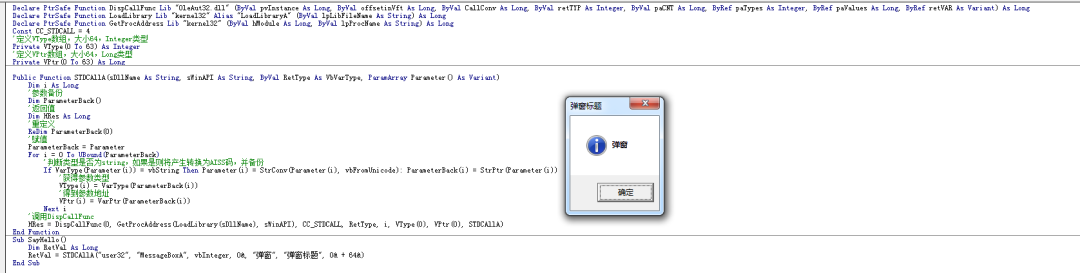 Declare PtrSafe Function DispCallFunc Lib "OleAut32.dll" (ByVal pvInstance As Long, ByVal offsetinVft As Long, ByVal CallConv As Long, ByVal retTYP As Integer, ByVal paCNT As Long, ByRef paTypes As Integer, ByRef paValues As Long, ByRef retVAR As Variant) As Long
Declare PtrSafe Function LoadLibrary Lib "kernel32" Alias "LoadLibraryA" (ByVal lpLibFileName As String) As Long
Declare PtrSafe Function GetProcAddress Lib "kernel32" (ByVal hModule As Long, ByVal lpProcName As String) As Long
Const CC_STDCALL = 4
'定义VType数组，大小64，Integer类型
Private VType(0 To 63) As Integer
'定义VPtr数组，大小64，Long类型
Private VPtr(0 To 63) As Long
Public Function STDCAllA(sDllName As String, sWinAPI As String, ByVal RetType As VbVarType, ParamArray Parameter() As Variant)
Dim i As Long
'参数备份
Dim ParameterBack()
'返回值
Dim HRes As Long
'重定义
ReDim ParameterBack(0)
'赋值
ParameterBack = Parameter
For i = 0 To UBound(ParameterBack)
'判断类型是否为string，如果是则将产生转换为AISS码，并备份
If VarType(Parameter(i)) = vbString Then Parameter(i) = StrConv(Parameter(i), vbFromUnicode): ParameterBack(i) = StrPtr(Parameter(i))
'获得参数类型
VType(i) = VarType(ParameterBack(i))
'得到参数地址
VPtr(i) = VarPtr(ParameterBack(i))
Next i
'调用DispCallFunc
HRes = DispCallFunc(0, GetProcAddress(LoadLibrary(sDllName), sWinAPI), CC_STDCALL, RetType, i, VType(0), VPtr(0), STDCAllA)
End Function
Sub SayHello()
Dim RetVal As Long
RetVal = STDCAllA("user32", "MessageBoxA", vbInteger, 0&, "弹窗", "弹窗标题", 0& + 64&)
End Sub
弹窗标题
弹窗
确定